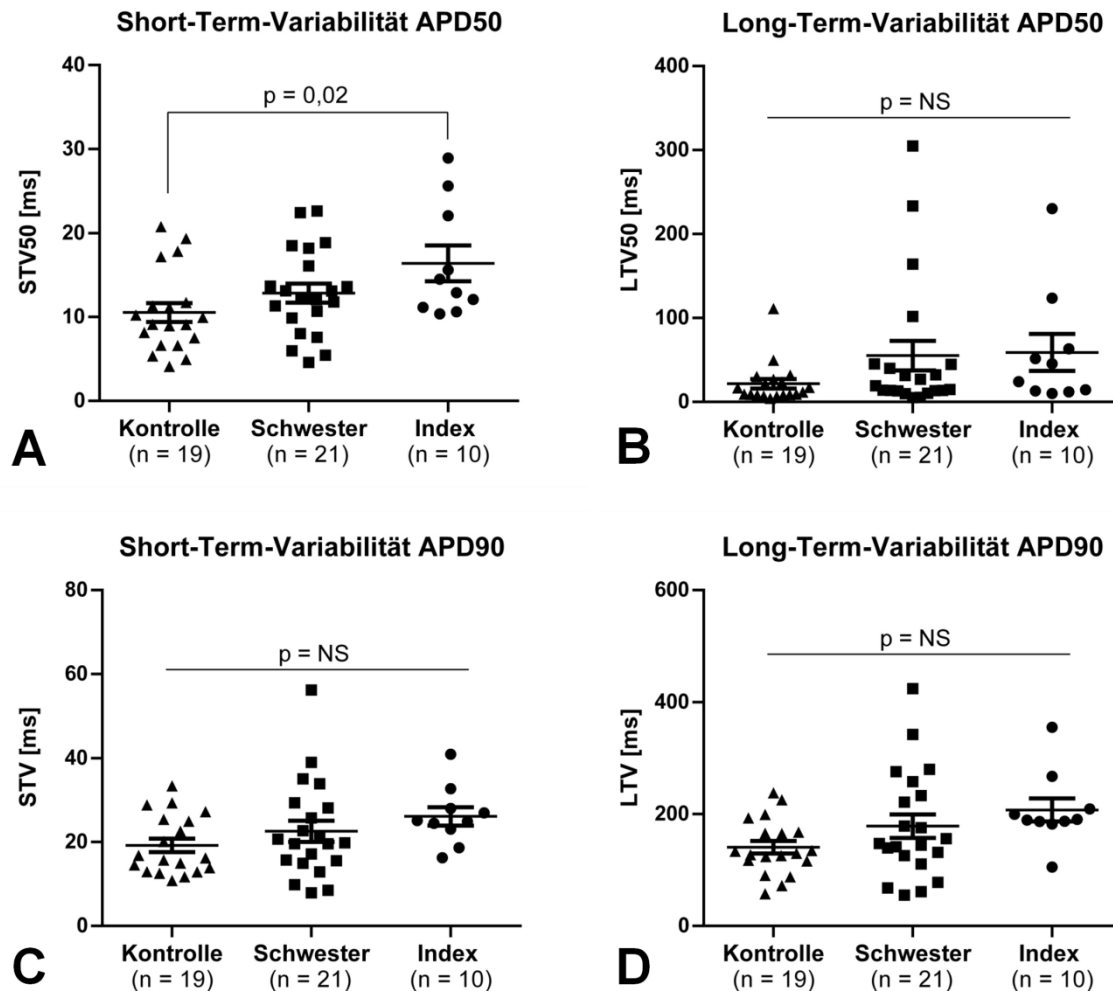 Short-Term-Variabilität APD50
40
30
20
10
0
STV50 [ms]
p = 0,02
Kontrolle Schwester Index
(n = 19) (n = 21) (n = 10)
A
Long-Term-Variabilität APD50
400
300
200
100
0
LTV50 [ms]
p = NS
Kontrolle Schwester Index
(n = 19) (n = 21) (n = 10)
B
Short-Term-Variabilität APD90
80
60
40
20
0
STV [ms]
p = NS
Kontrolle Schwester Index
(n = 19) (n = 21) (n = 10)
C
Long-Term-Variabilität APD90
600
400
200
0
LTV [ms]
p = NS
Kontrolle Schwester Index
(n = 19) (n = 21) (n = 10)
D